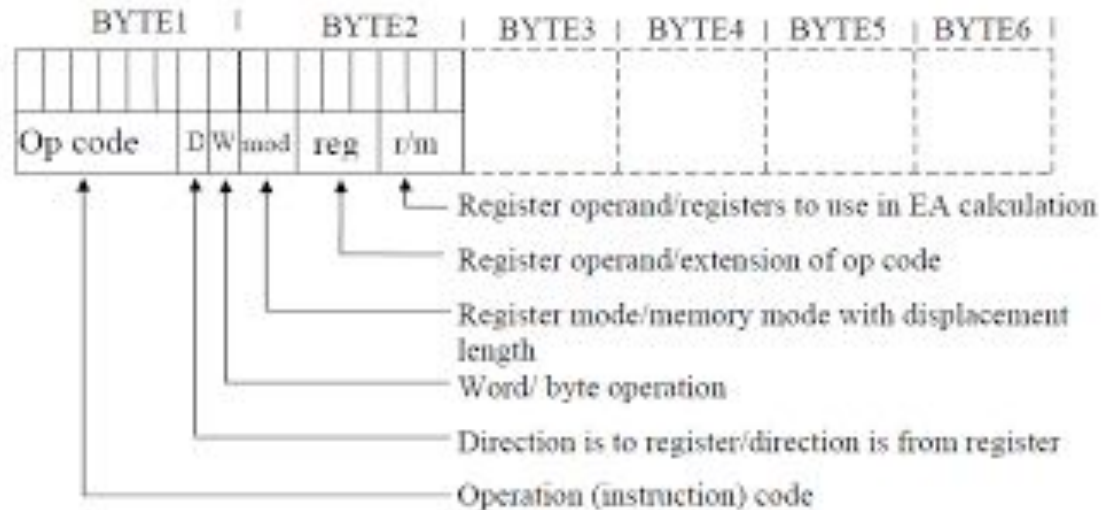 BYTE1 | BYTE2 | BYTE3 | BYTE4 | BYTE5 | BYTE6 |
Op code D W mod reg r/m
Register operand/registers to use in EA calculation
Register operand/extension of op code
Register mode/memory mode with displacement
length
Word/ byte operation
Direction is to register/direction is from register
Operation (instruction) code